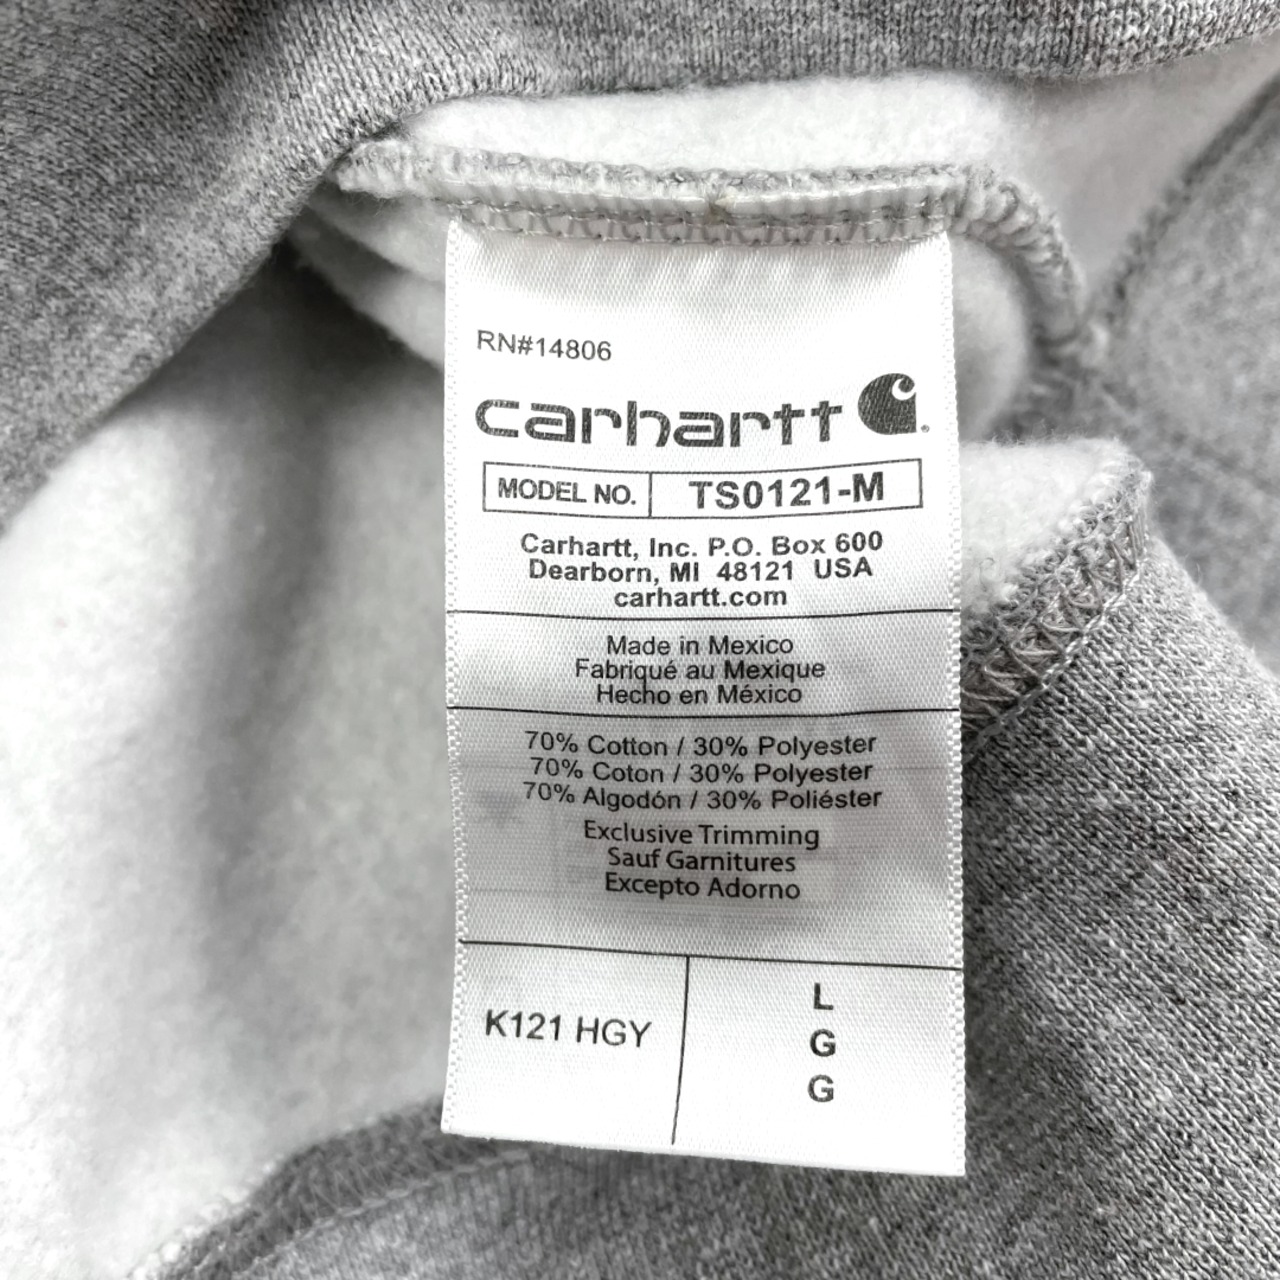 RN#14806
carhartt
MODEL NO. TS0121-M
Carhartt, Inc. P.O. Box 600
Dearborn, MI 48121 USA
carhartt.com
Made in Mexico
Fabriqué au Mexique
Hecho en México
70% Cotton / 30% Polyester
70% Coton / 30% Polyester
70% Algodón / 30% Poliéster
Exclusive Trimming
Sauf Garnitures
Excepto Adorno
K121 HGY
L
G
G